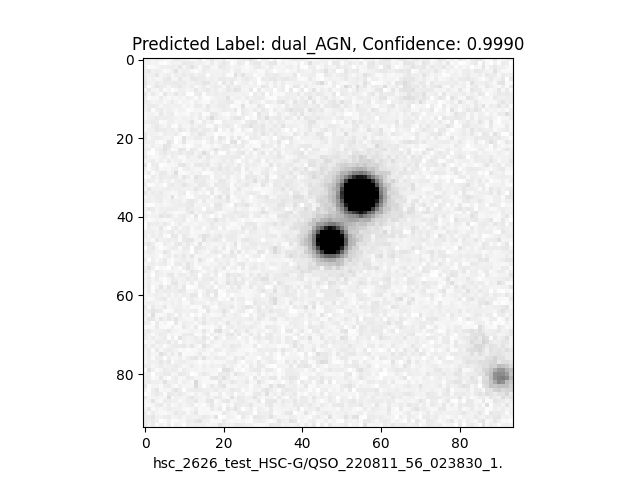 Predicted Label: dual_AGN, Confidence: 0.9990
0
20
40
60
80
0 20 40 60 80
hsc_2626_test_HSC-G/QSO_220811_56_023830_1.